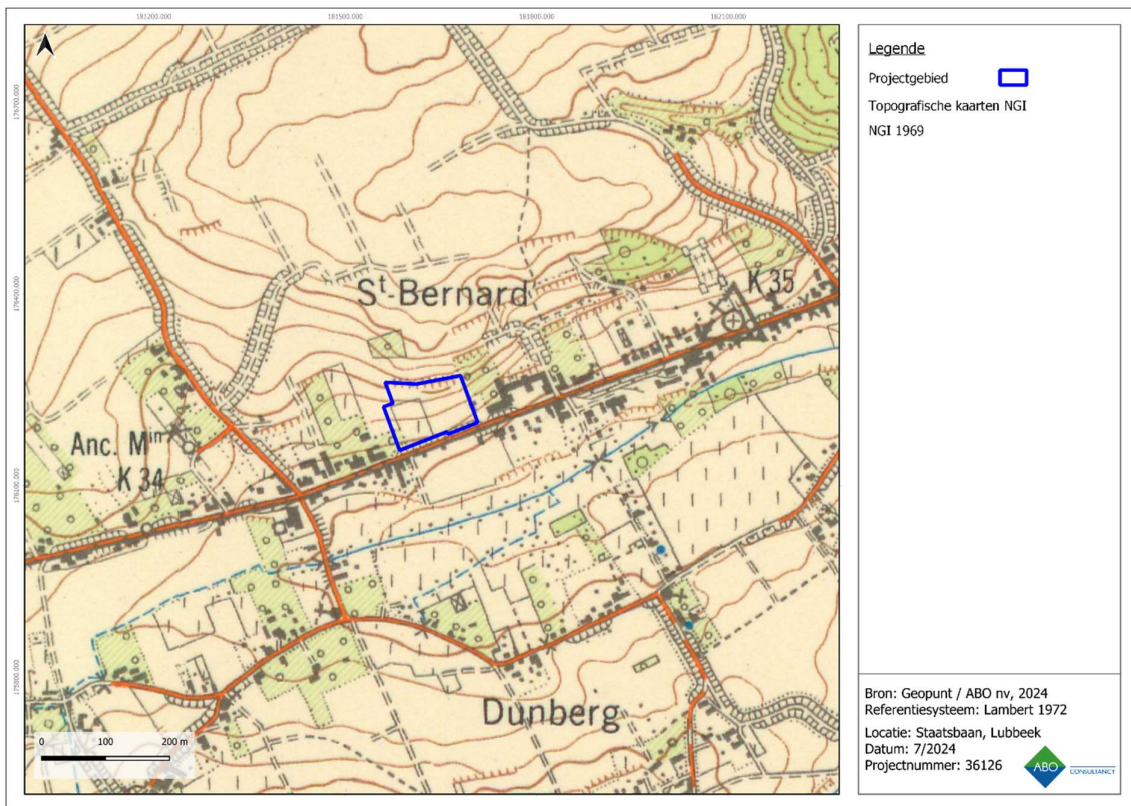 181200.000 181500.000 181800.000 182100.000
176700.000
176400.000
176100.000
175800.000
St-Bernard
K 35
Anc. Min
K 34
Dunberg
0 100 200 m
Legende
Projectgebied
Topografische kaarten NGI
NGI 1969
Bron: Geopunt / ABO nv, 2024
Referentiesysteem: Lambert 1972
Locatie: Staatsbaan, Lubbeek
Datum: 7/2024
Projectnummer: 36126
ABO CONSULTANCY